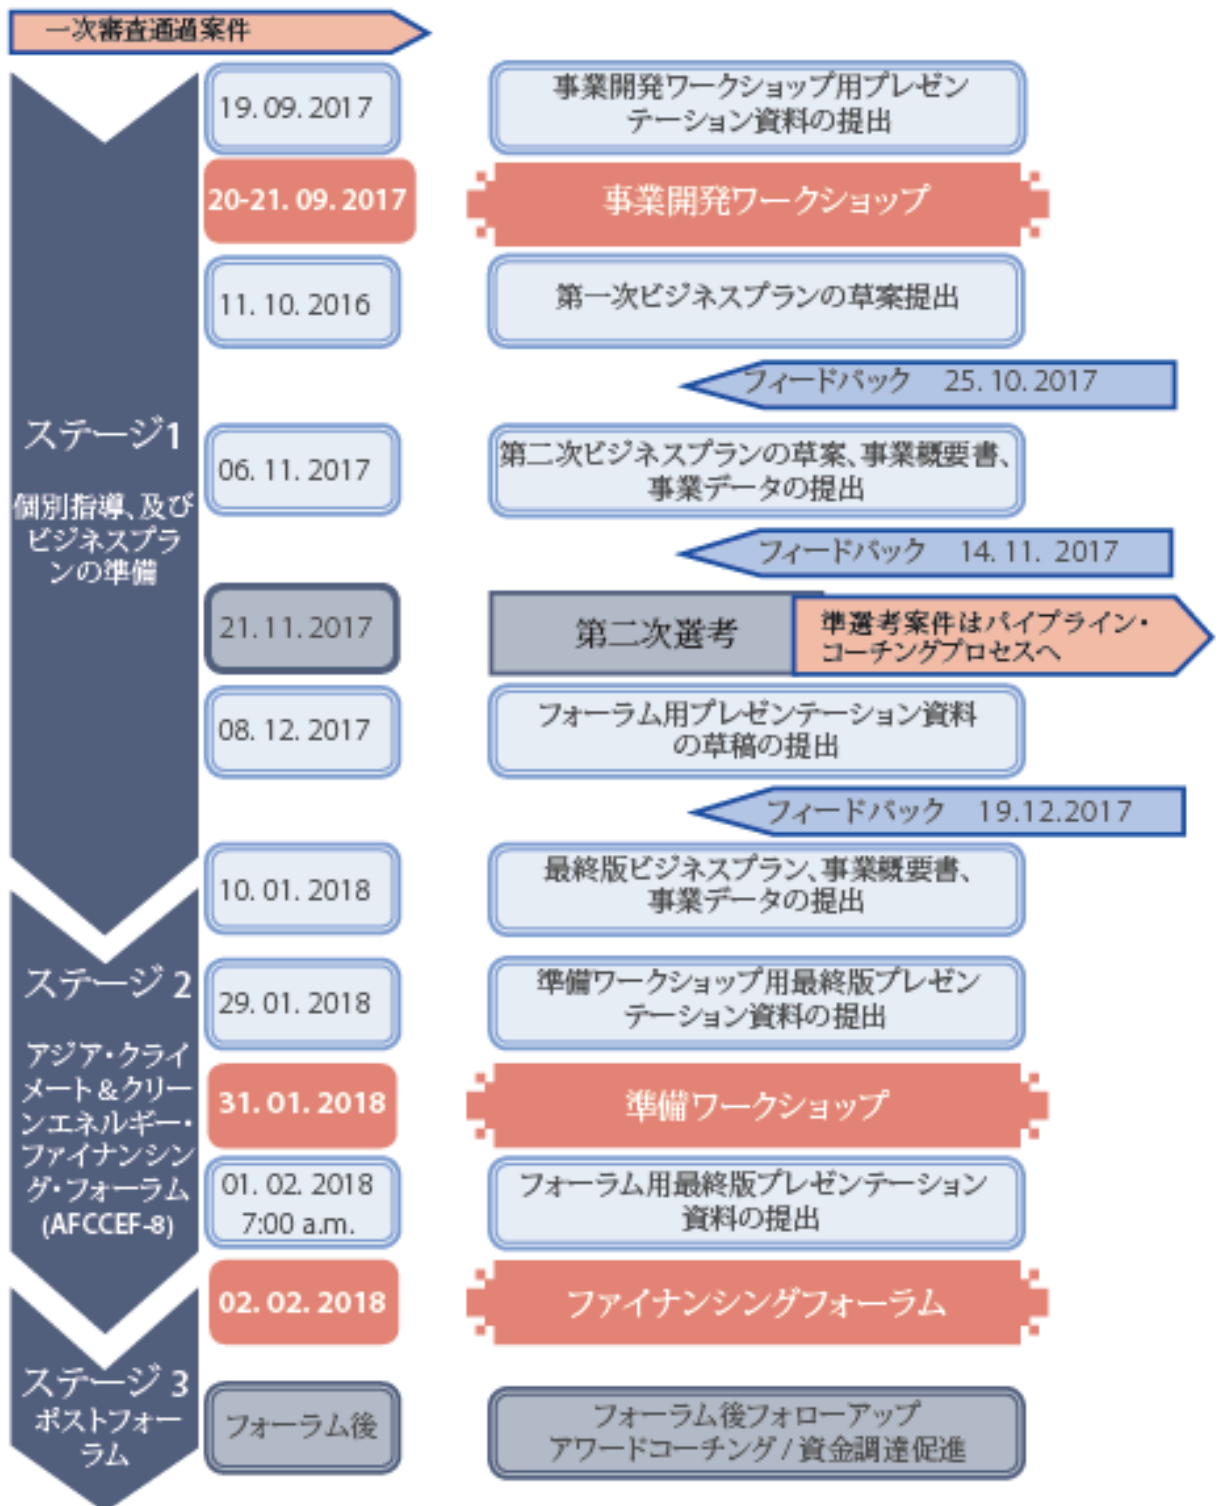 一次審査通過案件
19. 09. 2017
事業開発ワークショップ用プレゼン
テーション資料の提出
20-21. 09. 2017
事業開発ワークショップ
11. 10. 2016
第一次ビジネスプランの草案提出
フィードバック 25. 10. 2017
ステージ1
個別指導、及び
ビジネスプラ
ンの準備
06. 11. 2017
第二次ビジネスプランの草案、事業概要書、
事業データの提出
フィードバック 14. 11. 2017
21. 11. 2017
第二次選考
準選考案件はパイプライン・
コーチングプロセスへ
08. 12. 2017
フォーラム用プレゼンテーション資料
の草稿の提出
フィードバック 19.12.2017
10. 01. 2018
最終版ビジネスプラン、事業概要書、
事業データの提出
ステージ 2
アジア・クライ
メート&クリー
ンエネルギー・
ファイナンシン
グ・フォーラム
(AFCCEF-8)
29. 01. 2018
準備ワークショップ用最終版プレゼン
テーション資料の提出
31. 01. 2018
準備ワークショップ
01. 02. 2018
7:00 a.m.
フォーラム用最終版プレゼンテーション
資料の提出
02. 02. 2018
ファイナンシングフォーラム
ステージ 3
ポストフォー
ラム
フォーラム後
フォーラム後フォローアップ
アワードコーチング / 資金調達促進